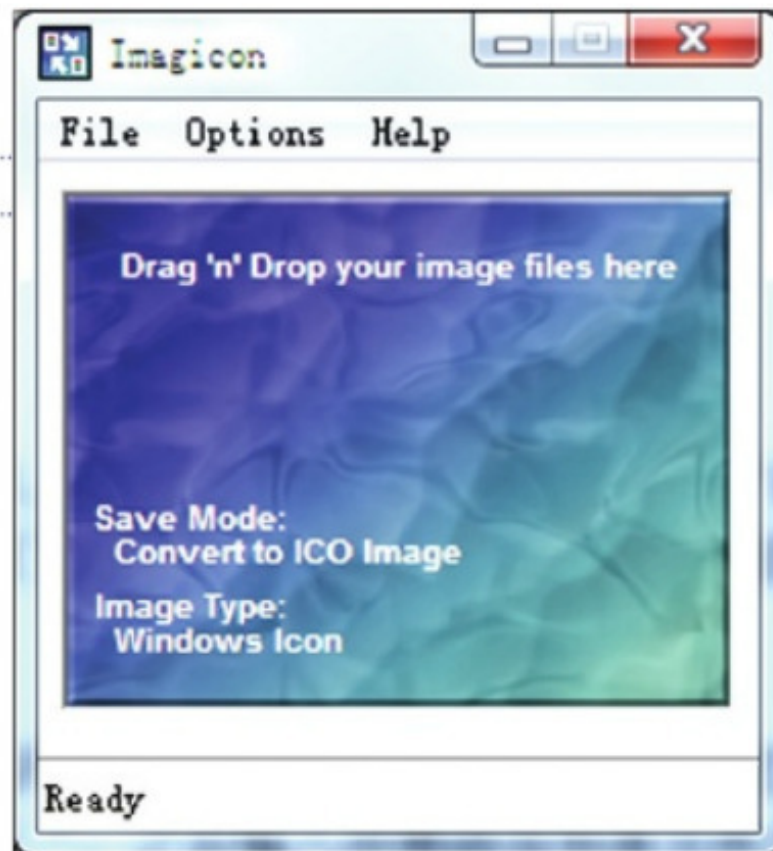 Imagicon
File Options Help
Drag 'n' Drop your image files here
Save Mode:
Convert to ICO Image
Image Type:
Windows Icon
Ready